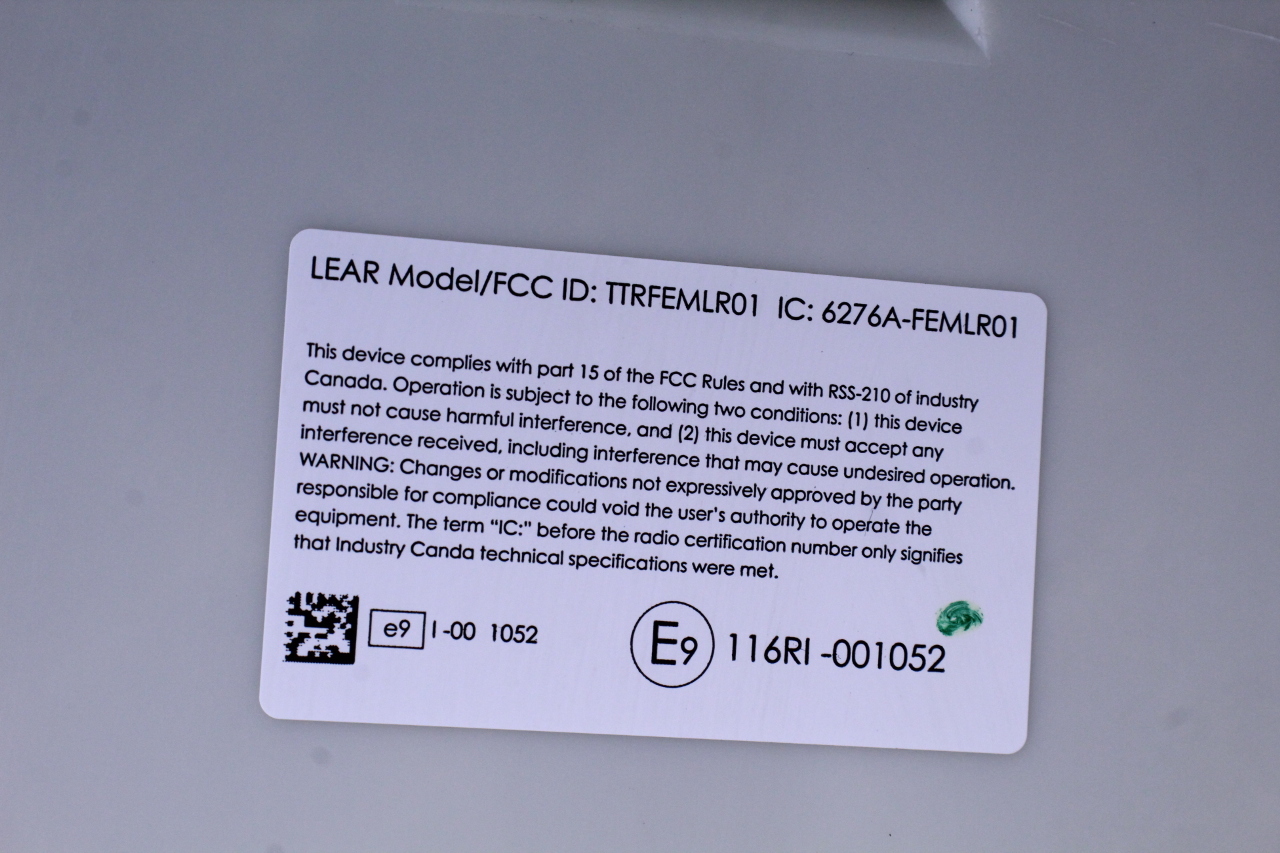 LEAR Model/FCC ID: TTRFEMLR01 IC: 6276A-FEMLR01
This device complies with part 15 of the FCC Rules and with RSS-210 of industry
Canada. Operation is subject to the following two conditions: (1) this device
must not cause harmful interference, and (2) this device must accept any
interference received, including interference that may cause undesired operation.
WARNING: Changes or modifications not expressively approved by the party
responsible for compliance could void the user's authority to operate the
equipment. The term "IC:" before the radio certification number only signifies
that Industry Canda technical specifications were met.
e9 I-00 1052 E9 116RI-001052